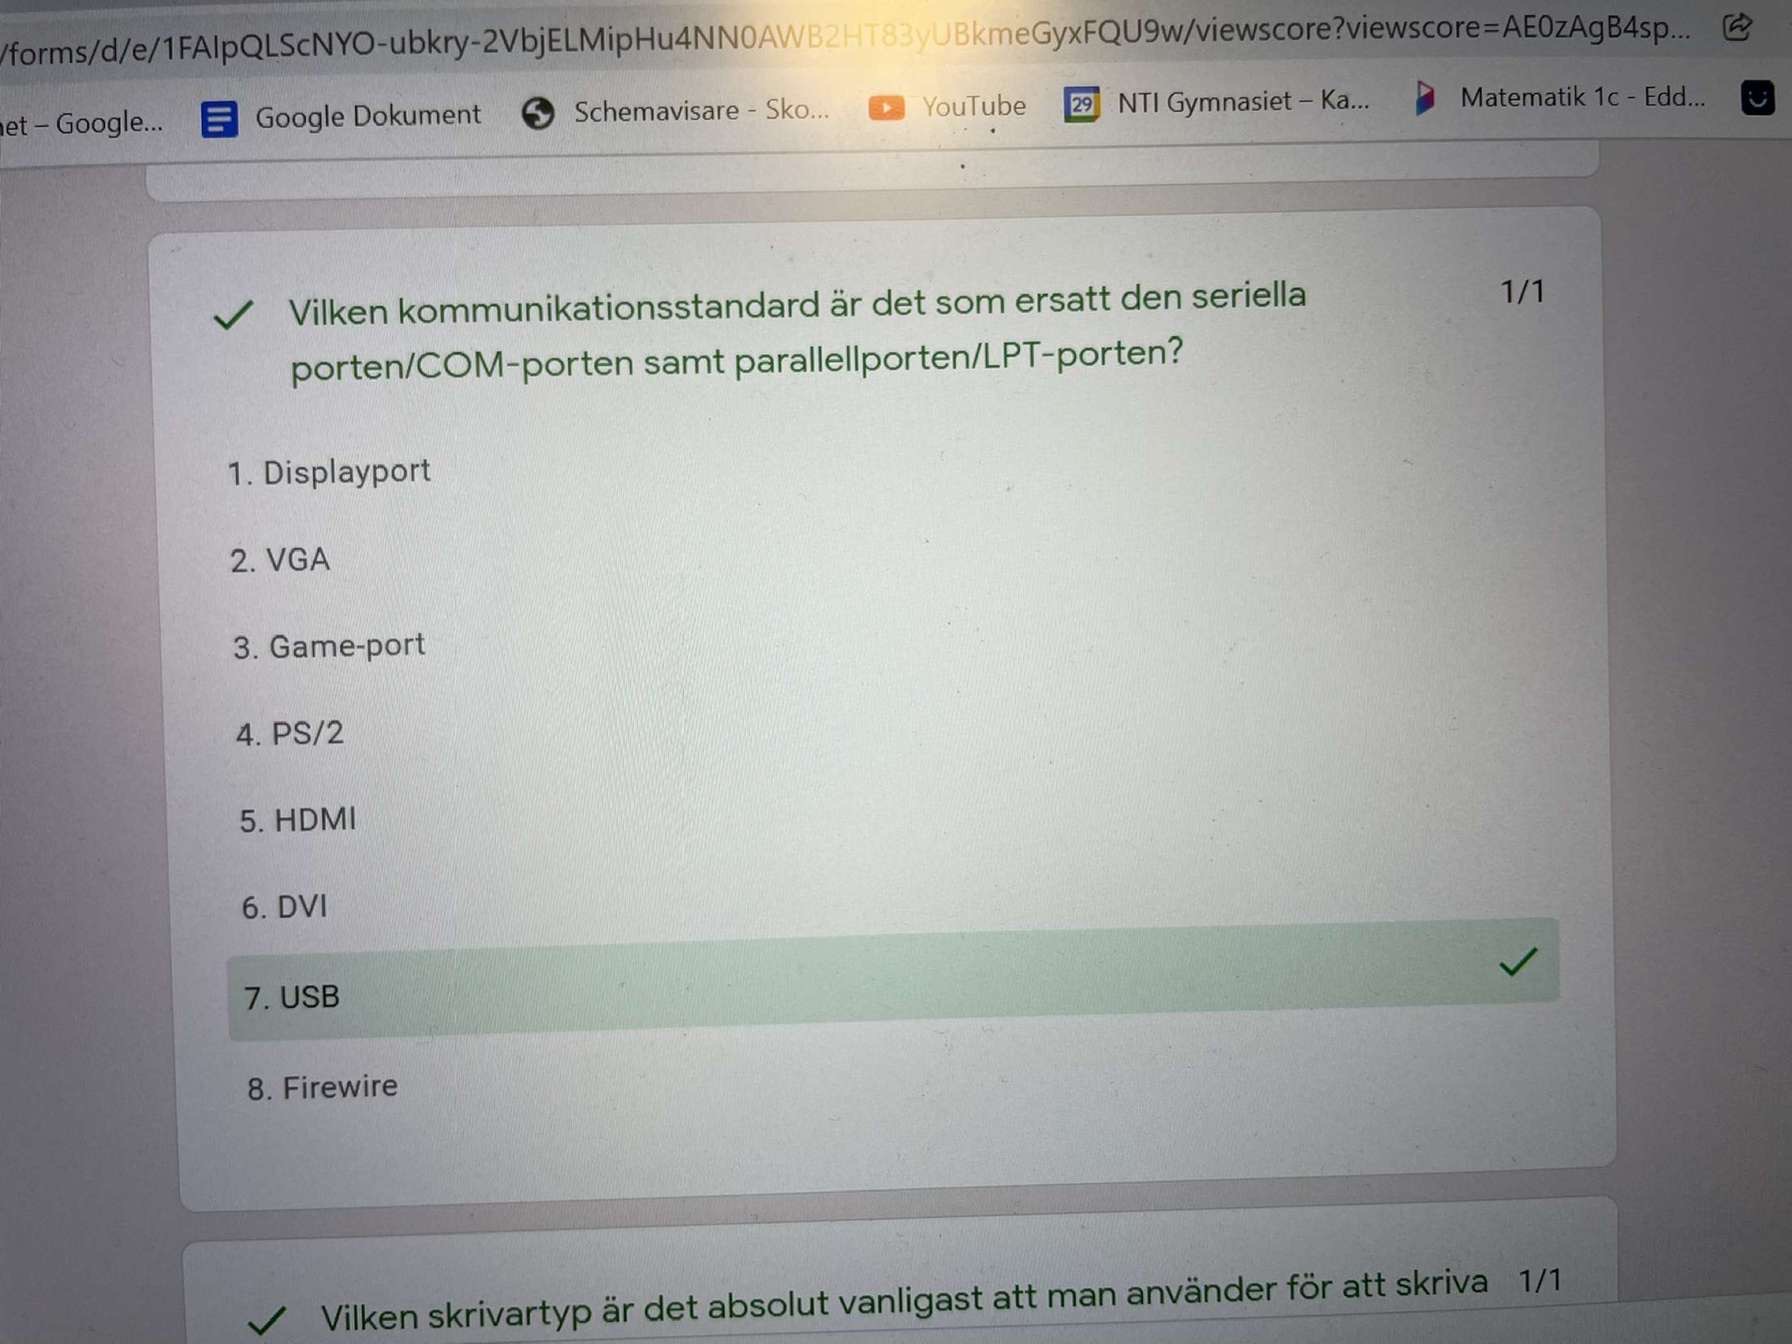 /forms/d/e/1FAIpQLScNYO-ubkry-2VbjELMipHu4NN0AWB2HT83yUBkmeGyxFQU9w/viewscore?viewscore=AE0zAgB4sp...
et – Google... Google Dokument Schemavisare - Sko... YouTube 29 NTI Gymnasiet – Ka... Matematik 1c - Edd...
Vilken kommunikationsstandard är det som ersatt den seriella 1/1
porten/COM-porten samt parallellporten/LPT-porten?
1. Displayport
2. VGA
3. Game-port
4. PS/2
5. HDMI
6. DVI
7. USB
8. Firewire
Vilken skrivartyp är det absolut vanligast att man använder för att skriva 1/1